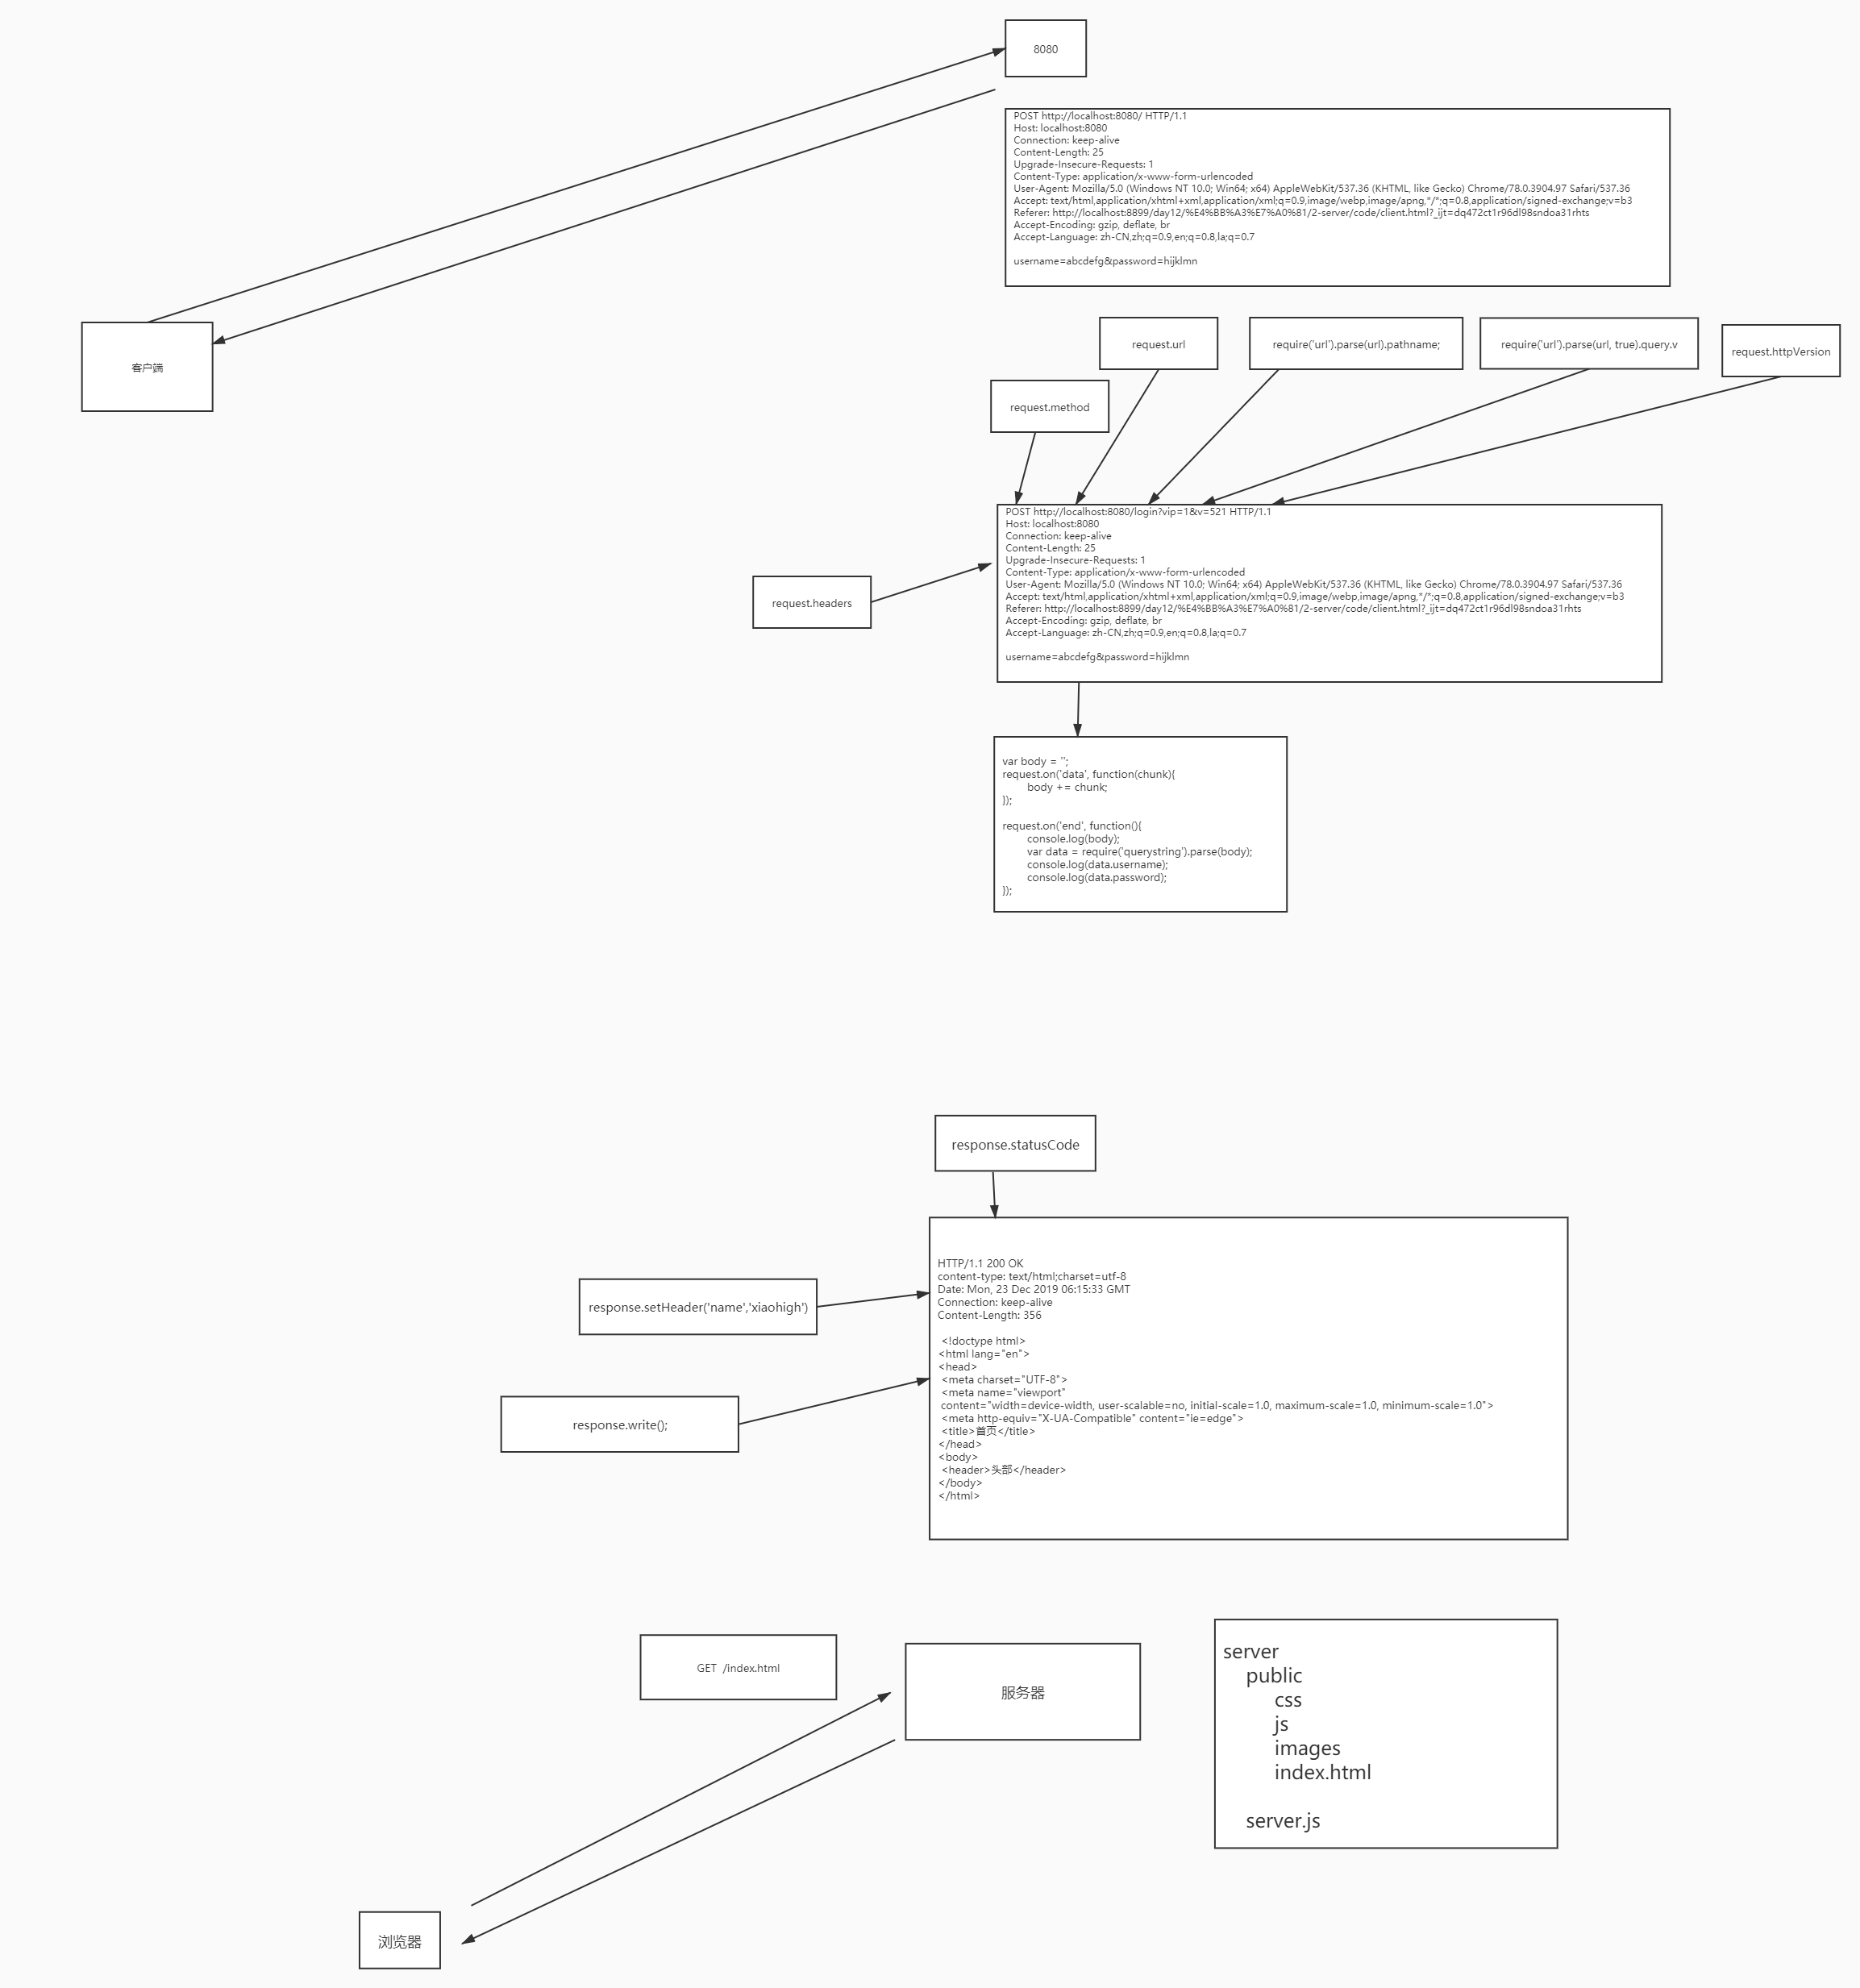 8080
POST http://localhost:8080/ HTTP/1.1
Host: localhost:8080
Connection: keep-alive
Content-Length: 25
Upgrade-Insecure-Requests: 1
Content-Type: application/x-www-form-urlencoded
User-Agent: Mozilla/5.0 (Windows NT 10.0; Win64; x64) AppleWebKit/537.36 (KHTML, like Gecko) Chrome/78.0.3904.97 Safari/537.36
Accept: text/html,application/xhtml+xml,application/xml;q=0.9,image/webp,image/apng,*/*;q=0.8,application/signed-exchange;v=b3
Referer: http://localhost:8899/day12/%E4%BB%A3%E7%A0%81/2-server/code/client.html?_ijt=dq472ct1r96dl98sndoa31rhts
Accept-Encoding: gzip, deflate, br
Accept-Language: zh-CN,zh;q=0.9,en;q=0.8,la;q=0.7
username=abcdefg&password=hijklmn
客户端
request.url
require('url').parse(url).pathname;
require('url').parse(url, true).query.v
request.httpVersion
request.method
POST http://localhost:8080/login?vip=1&v=521 HTTP/1.1
Host: localhost:8080
Connection: keep-alive
Content-Length: 25
Upgrade-Insecure-Requests: 1
Content-Type: application/x-www-form-urlencoded
User-Agent: Mozilla/5.0 (Windows NT 10.0; Win64; x64) AppleWebKit/537.36 (KHTML, like Gecko) Chrome/78.0.3904.97 Safari/537.36
Accept: text/html,application/xhtml+xml,application/xml;q=0.9,image/webp,image/apng,*/*;q=0.8,application/signed-exchange;v=b3
Referer: http://localhost:8899/day12/%E4%BB%A3%E7%A0%81/2-server/code/client.html?_ijt=dq472ct1r96dl98sndoa31rhts
Accept-Encoding: gzip, deflate, br
Accept-Language: zh-CN,zh;q=0.9,en;q=0.8,la;q=0.7
username=abcdefg&password=hijklmn
request.headers
var body = '';
request.on('data', function(chunk){
body += chunk;
});
request.on('end', function(){
console.log(body);
var data = require('querystring').parse(body);
console.log(data.username);
console.log(data.password);
});
response.statusCode
HTTP/1.1 200 OK
content-type: text/html;charset=utf-8
Date: Mon, 23 Dec 2019 06:15:33 GMT
Connection: keep-alive
Content-Length: 356
<!doctype html>
<html lang="en">
<head>
<meta charset="UTF-8">
<meta name="viewport"
content="width=device-width, user-scalable=no, initial-scale=1.0, maximum-scale=1.0, minimum-scale=1.0">
<meta http-equiv="X-UA-Compatible" content="ie=edge">
<title>首页</title>
</head>
<body>
<header>头部</header>
</body>
</html>
response.setHeader('name','xiaohigh')
response.write();
GET /index.html
服务器
server
public
css
js
images
index.html
server.js
浏览器